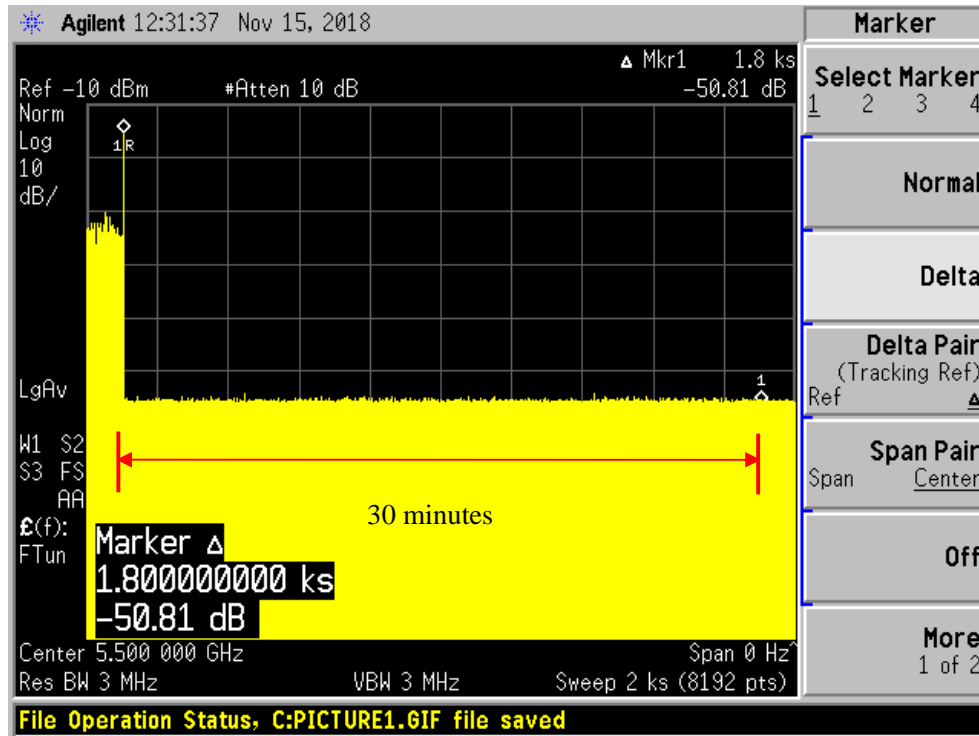 Agilent 12:31:37 Nov 15, 2018
Marker
Δ Mkr1 1.8 ks
Ref -10 dBm #Atten 10 dB -50.81 dB
Norm
Log
10
dB/
1R
LgAv
1
W1 S2
S3 FS
AA
£(f):
FTun
30 minutes
Marker Δ
1.800000000 ks
-50.81 dB
Center 5.500 000 GHz Span 0 Hz^
Res BW 3 MHz VBW 3 MHz Sweep 2 ks (8192 pts)
File Operation Status, C:PICTURE1.GIF file saved
Select Marker
1 2 3 4
Normal
Delta
Delta Pair
(Tracking Ref)
Ref Δ
Span Pair
Span Center
Off
More
1 of 2